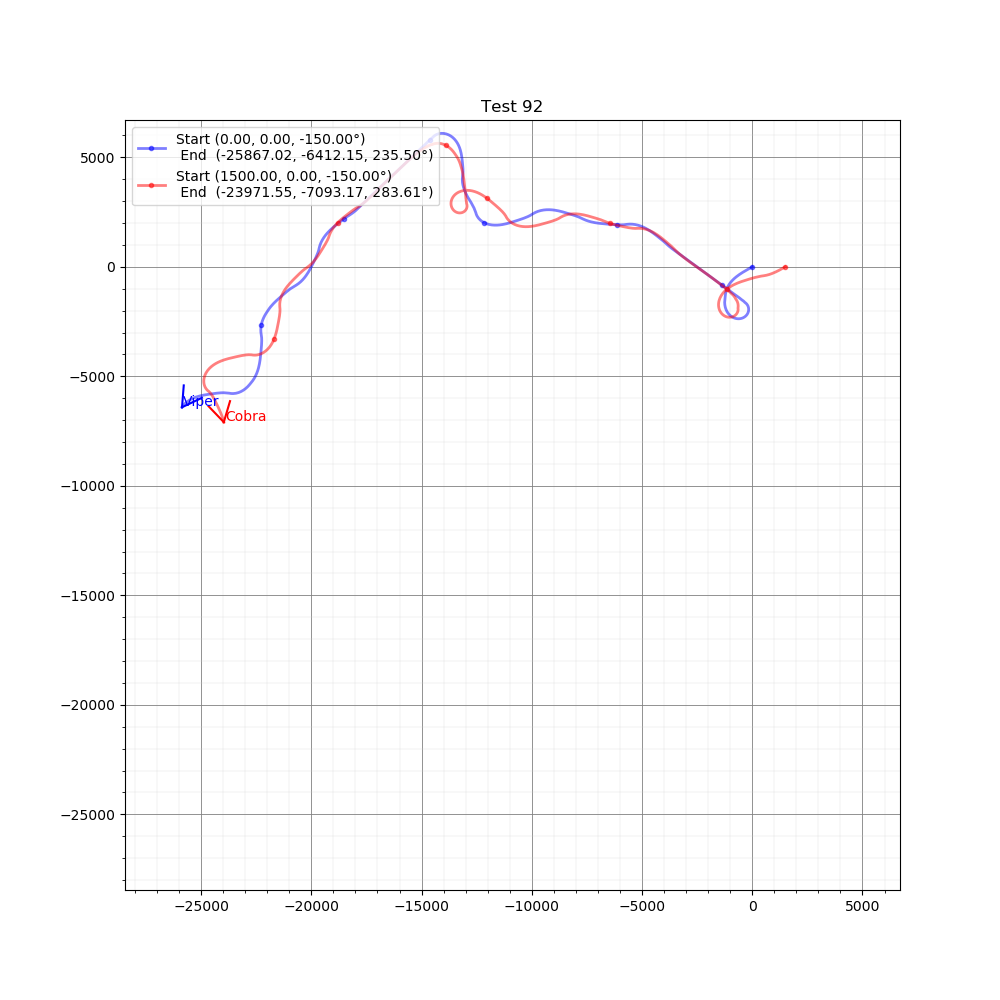 Test 92
Start (0.00, 0.00, -150.00°)
End  (-25867.02, -6412.15, 235.50°)
Start (1500.00, 0.00, -150.00°)
End  (-23971.55, -7093.17, 283.61°)
5000
0
−5000
−10000
−15000
−20000
−25000
Viper
Cobra
−25000 −20000 −15000 −10000 −5000 0 5000